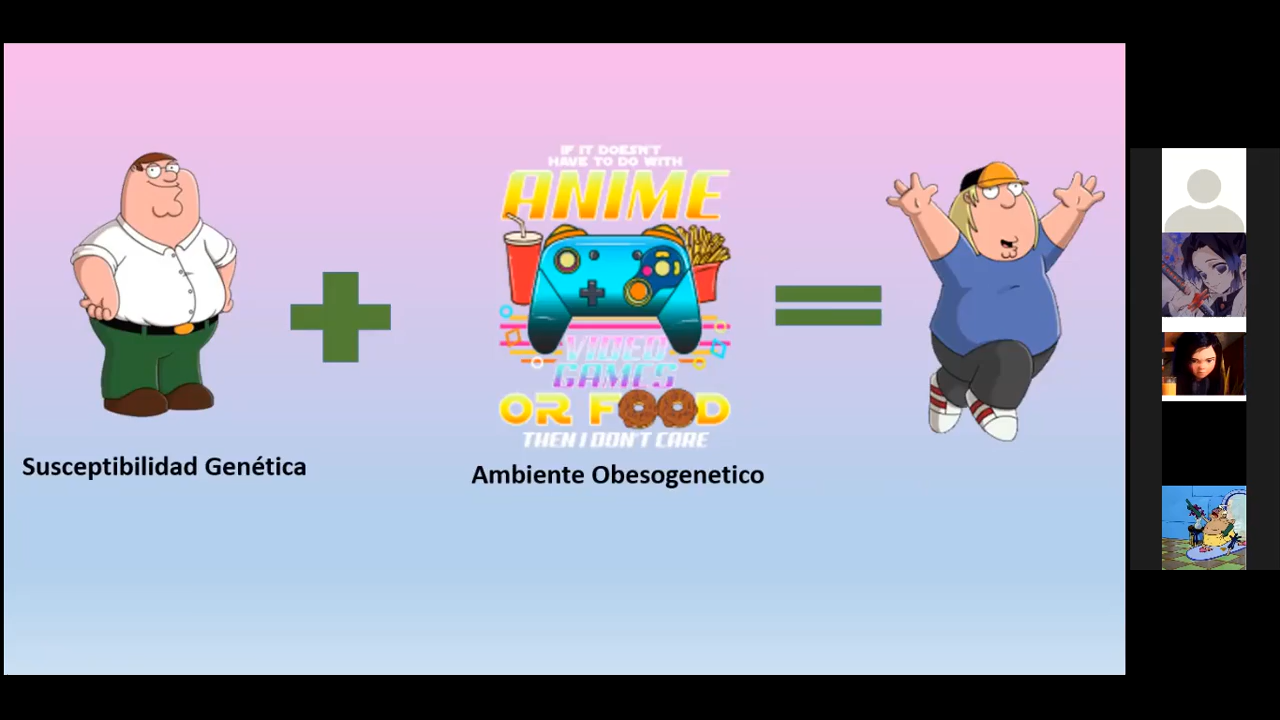 IF IT DOESN'T
HAVE TO DO WITH
ANIME
VIDEO
GAMES
OR FOOD
THEN I DON'T CARE
Susceptibilidad Genética
Ambiente Obesogenetico